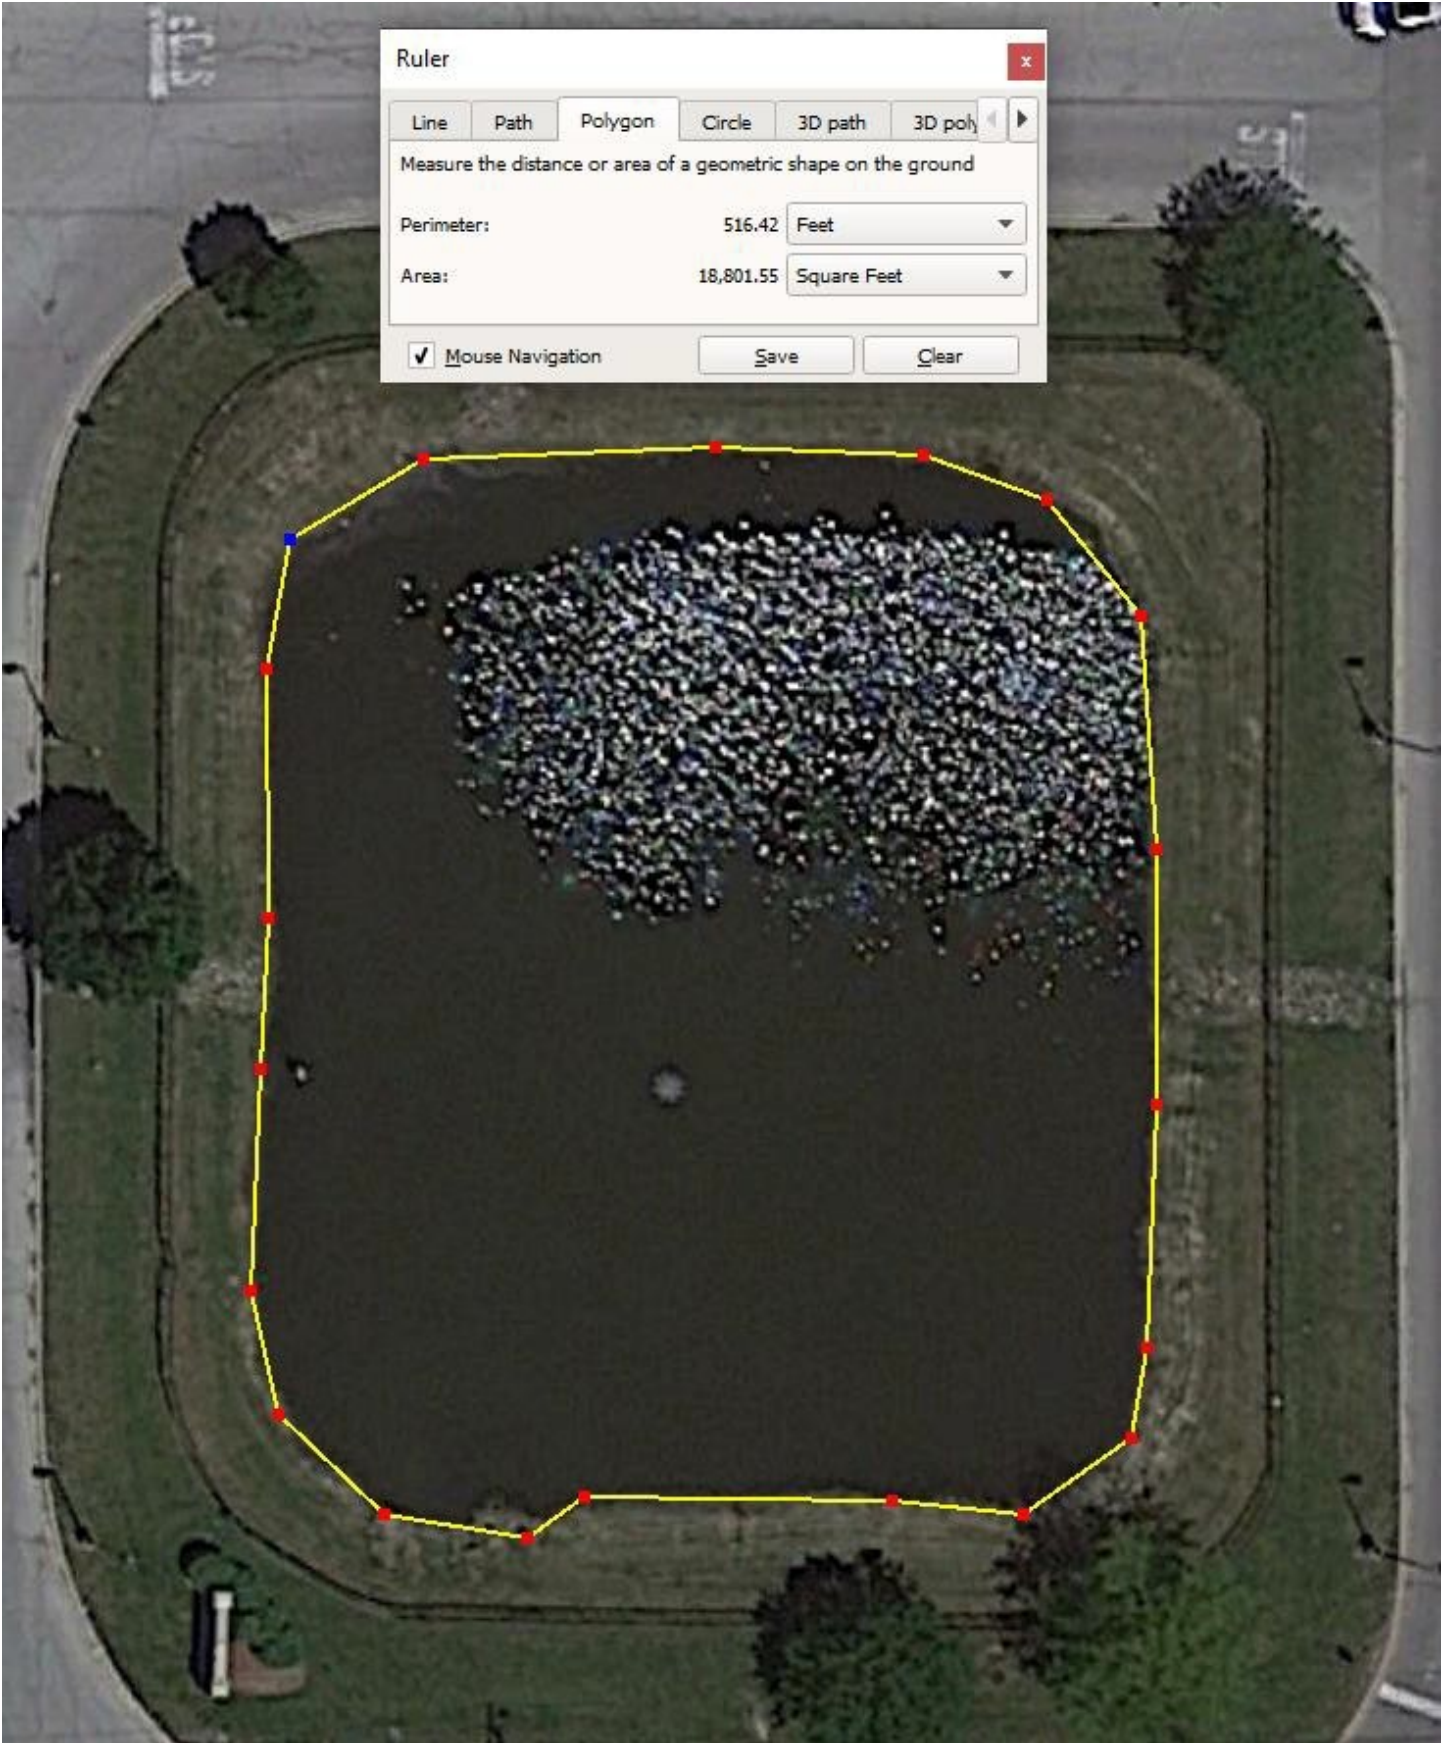 Ruler
x
Line Path Polygon Circle 3D path 3D poly
Measure the distance or area of a geometric shape on the ground
Perimeter: 516.42 Feet
Area: 18,801.55 Square Feet
Mouse Navigation Save Clear